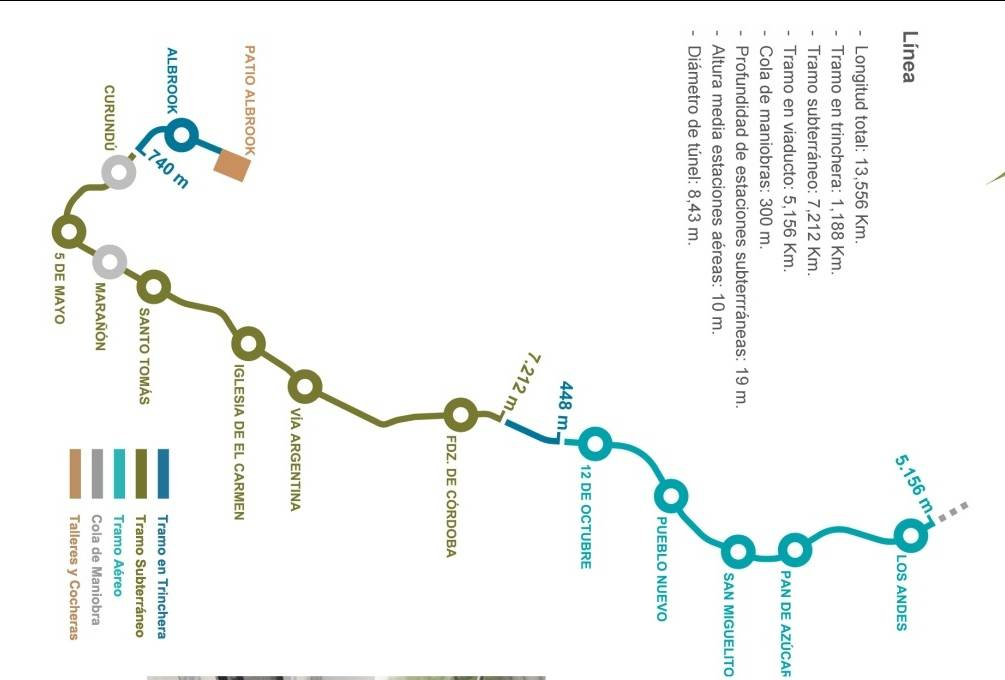 Línea
- Longitud total: 13,556 Km.
- Tramo en trinchera: 1,188 Km.
- Tramo subterráneo: 7,212 Km.
- Tramo en viaducto: 5,156 Km.
- Cola de maniobras: 300 m.
- Profundidad de estaciones subterrráneas: 19 m.
- Altura media estaciones aéreas: 10 m.
- Diámetro de túnel: 8,43 m.
5.156 m
LOS ANDES
PAN DE AZÚCAR
SAN MIGUELITO
PUEBLO NUEVO
12 DE OCTUBRE
448 m
7.212 m
FDZ. DE CÓRDOBA
VÍA ARGENTINA
IGLESIA DE EL CARMEN
SANTO TOMÁS
MARAÑÓN
5 DE MAYO
CURUNDÚ
740 m
ALBROOK
PATIO ALBROOK
Tramo en Trinchera
Tramo Subterráneo
Tramo Aéreo
Cola de Maniobra
Talleres y Cocheras